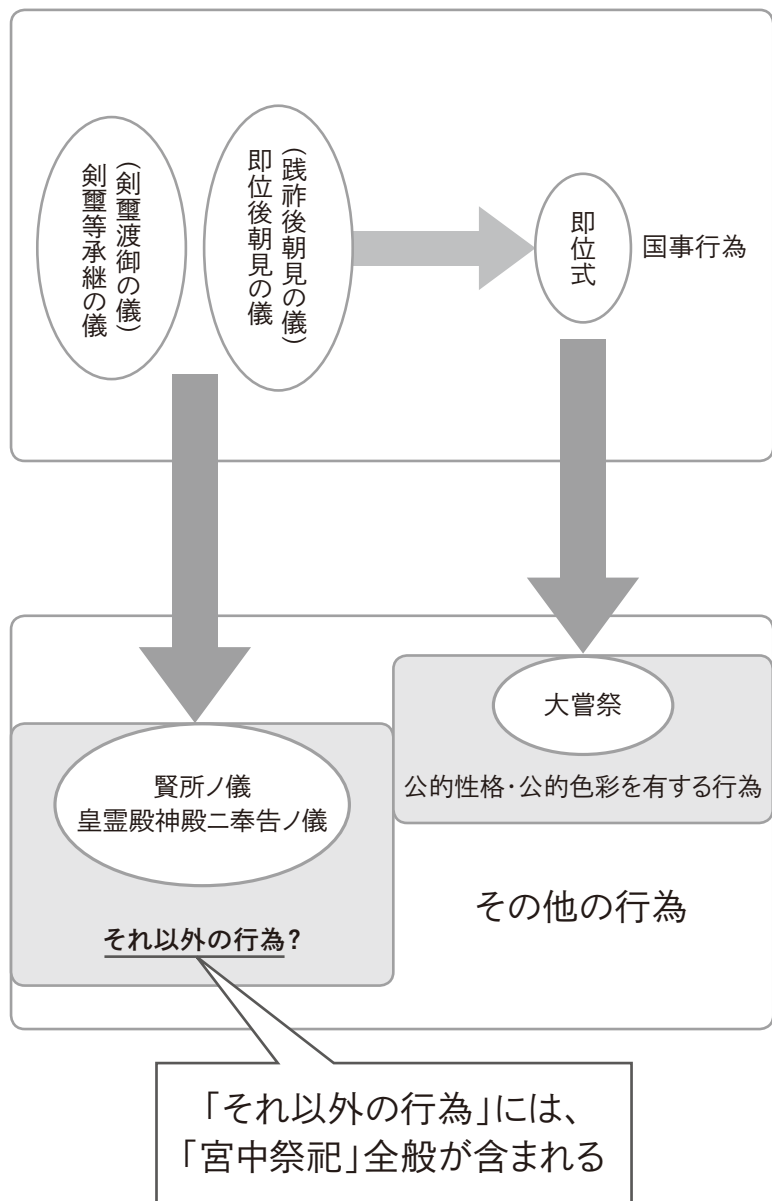 (剣璽渡御の儀)
剣璽等承継の儀
(践祚後朝見の儀)
即位後朝見の儀
即位式
国事行為
大嘗祭
公的性格・公的色彩を有する行為
賢所ノ儀
皇霊殿神殿ニ奉告ノ儀
その他の行為
それ以外の行為?
「それ以外の行為」には、
「宮中祭祀」全般が含まれる